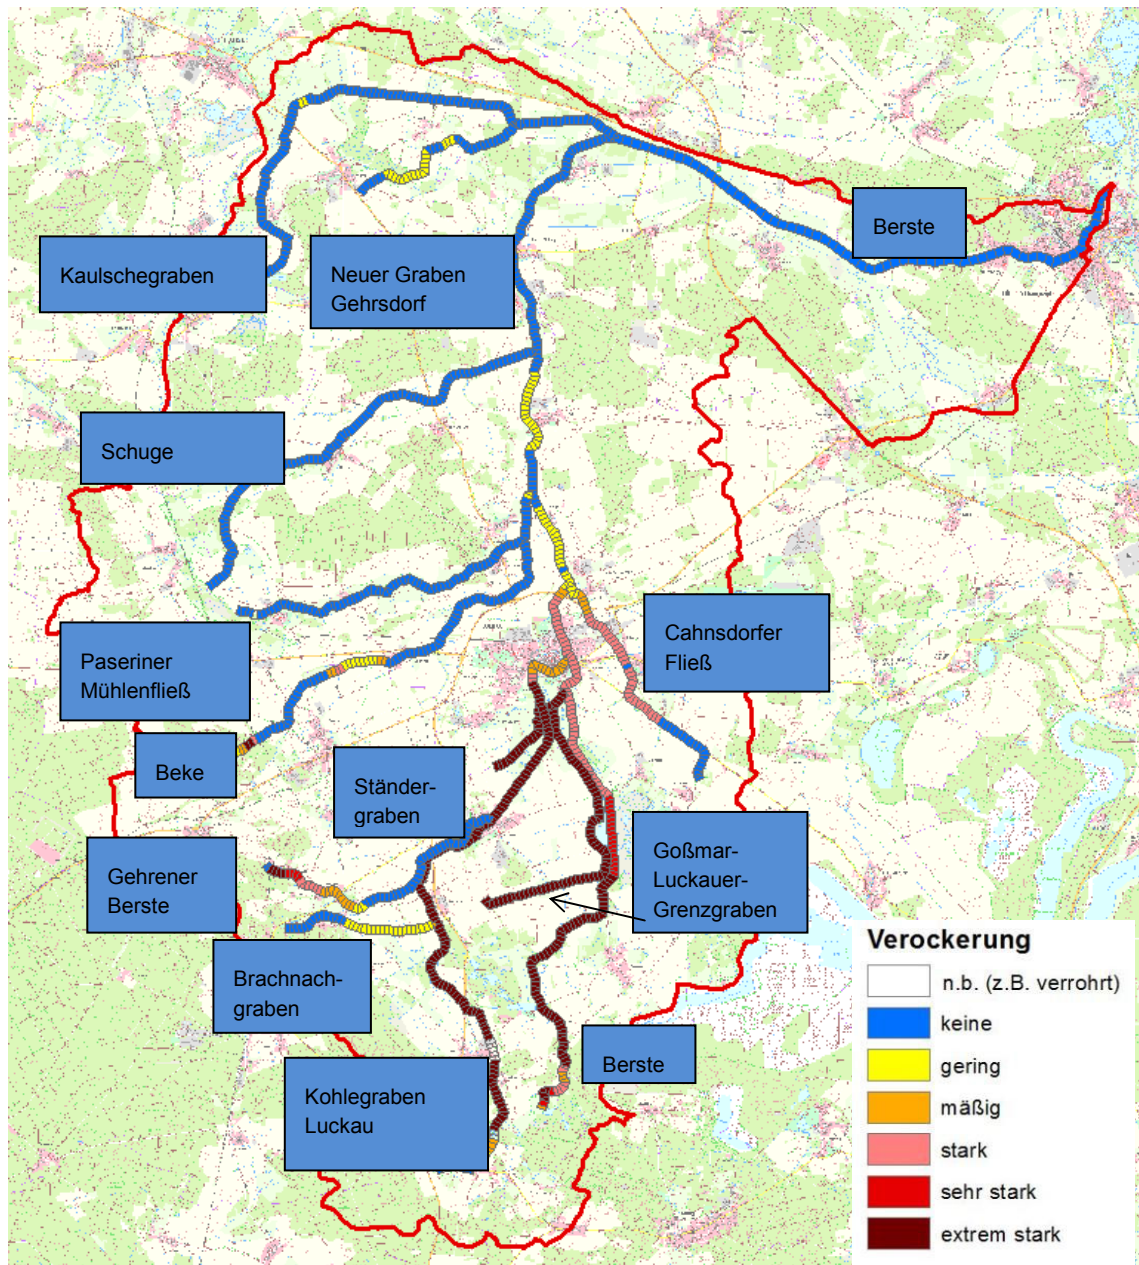 Berste
Kaulschegraben
Neuer Graben
Gehrsdorf
Schuge
Paseriner
Mühlenfließ
Cahnsdorfer
Fließ
Beke
Ständer-
graben
Gehrener
Berste
Goßmar-
Luckauer-
Grenzgraben
Brachnach-
graben
Berste
Kohlegraben
Luckau
Verockerung
n.b. (z.B. verrohrt)
keine
gering
mäßig
stark
sehr stark
extrem stark